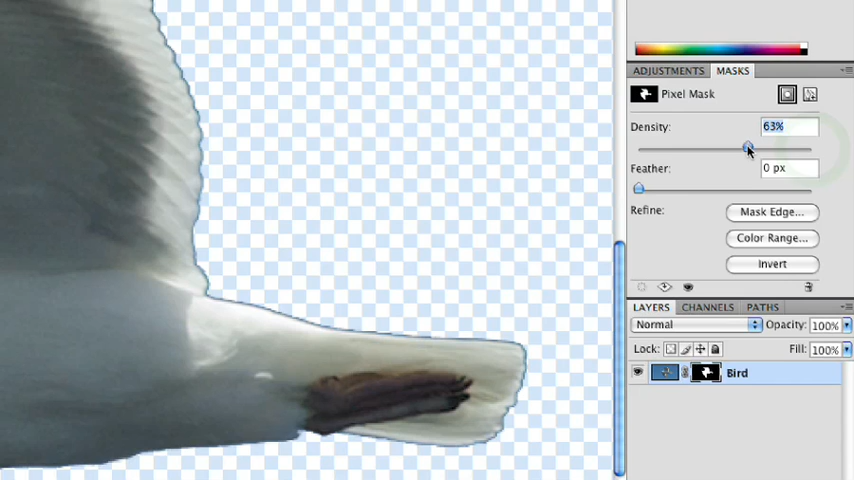 ADJUSTMENTS MASKS
Pixel Mask
Density: 63%
Feather: 0 px
Refine: Mask Edge...
Color Range...
Invert
LAYERS CHANNELS PATHS
Normal Opacity: 100%
Lock: Fill: 100%
Bird